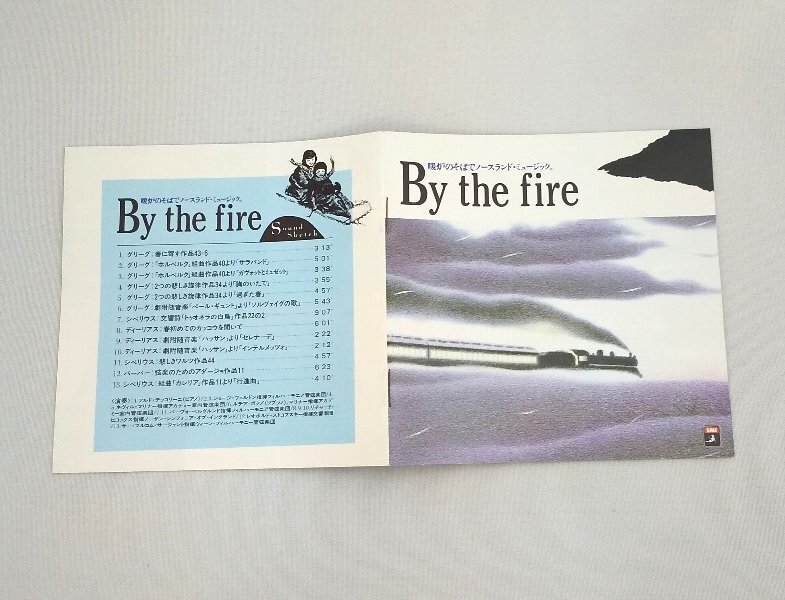 暖炉のそばでノースランド・ミュージック。
By the fire
Sound
Sketch
1. グリーグ:春に寄す作品43-6 3'13"
2. グリーグ:「ホルベルク」組曲作品40より「サラバンド」 5'01"
3. グリーグ:「ホルベルク」組曲作品40より「ガヴォットとミュゼット」 3'38"
4. グリーグ:2つの悲しき旋律作品34より「胸のいたで」 3'55"
5. グリーグ:2つの悲しき旋律作品34より「過ぎた春」 4'57"
6. グリーグ:劇附随音楽「ペール・ギュント」より「ソルヴェイグの歌」 5'43"
7. シベリウス:交響詩「トゥオネラの白鳥」作品22の2 9'07"
8. ディーリアス:春初めてのカッコウを聞いて 6'01"
9. ディーリアス:劇附随音楽「ハッサン」より「セレナーデ」 2'22"
10. ディーリアス:劇附随音楽「ハッサン」より「インテルメッツォ」 2'12"
11. シベリウス:悲しきワルツ作品44 4'57"
12. バーバー:弦楽のためのアダージョ作品11 6'23"
13. シベリウス:組曲「カレリア」作品11より「行進曲」 4'10"
暖炉のそばでノースランド・ミュージック。
By the fire
EMI